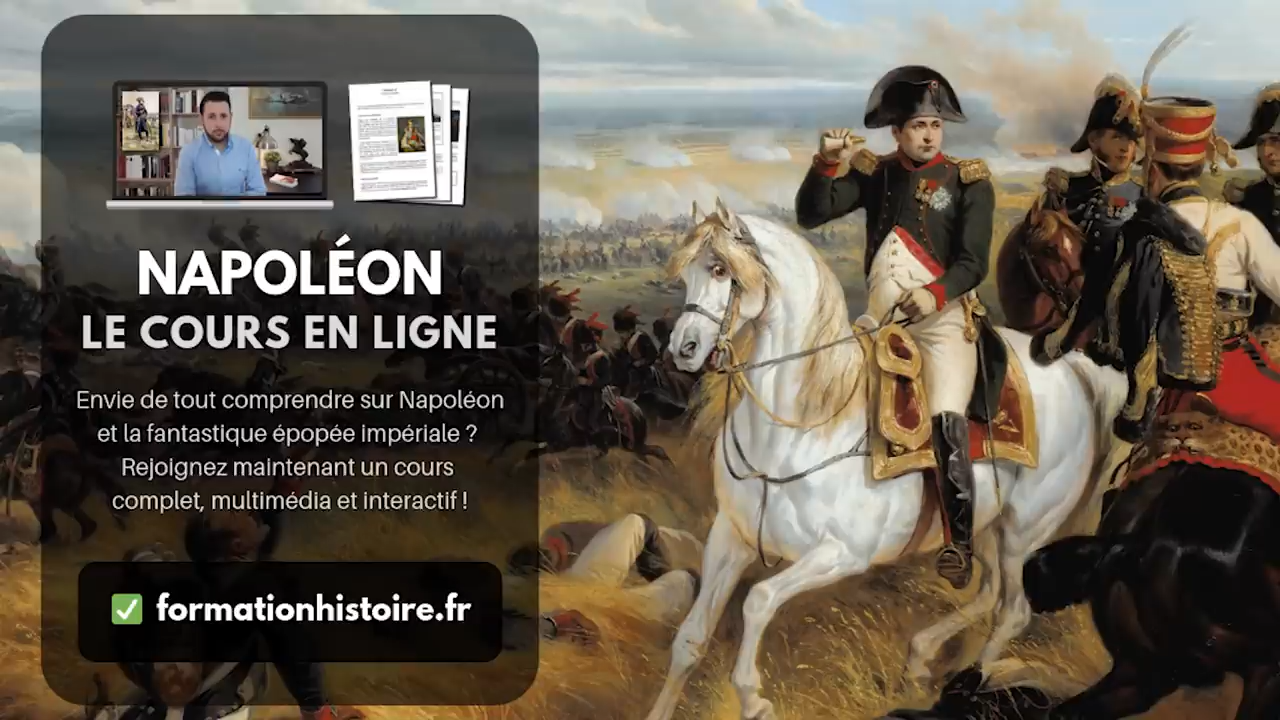 NAPOLÉON
LE COURS EN LIGNE
Envie de tout comprendre sur Napoléon
et la fantastique épopée impériale ?
Rejoignez maintenant un cours
complet, multimédia et interactif !
✅ formationhistoire.fr